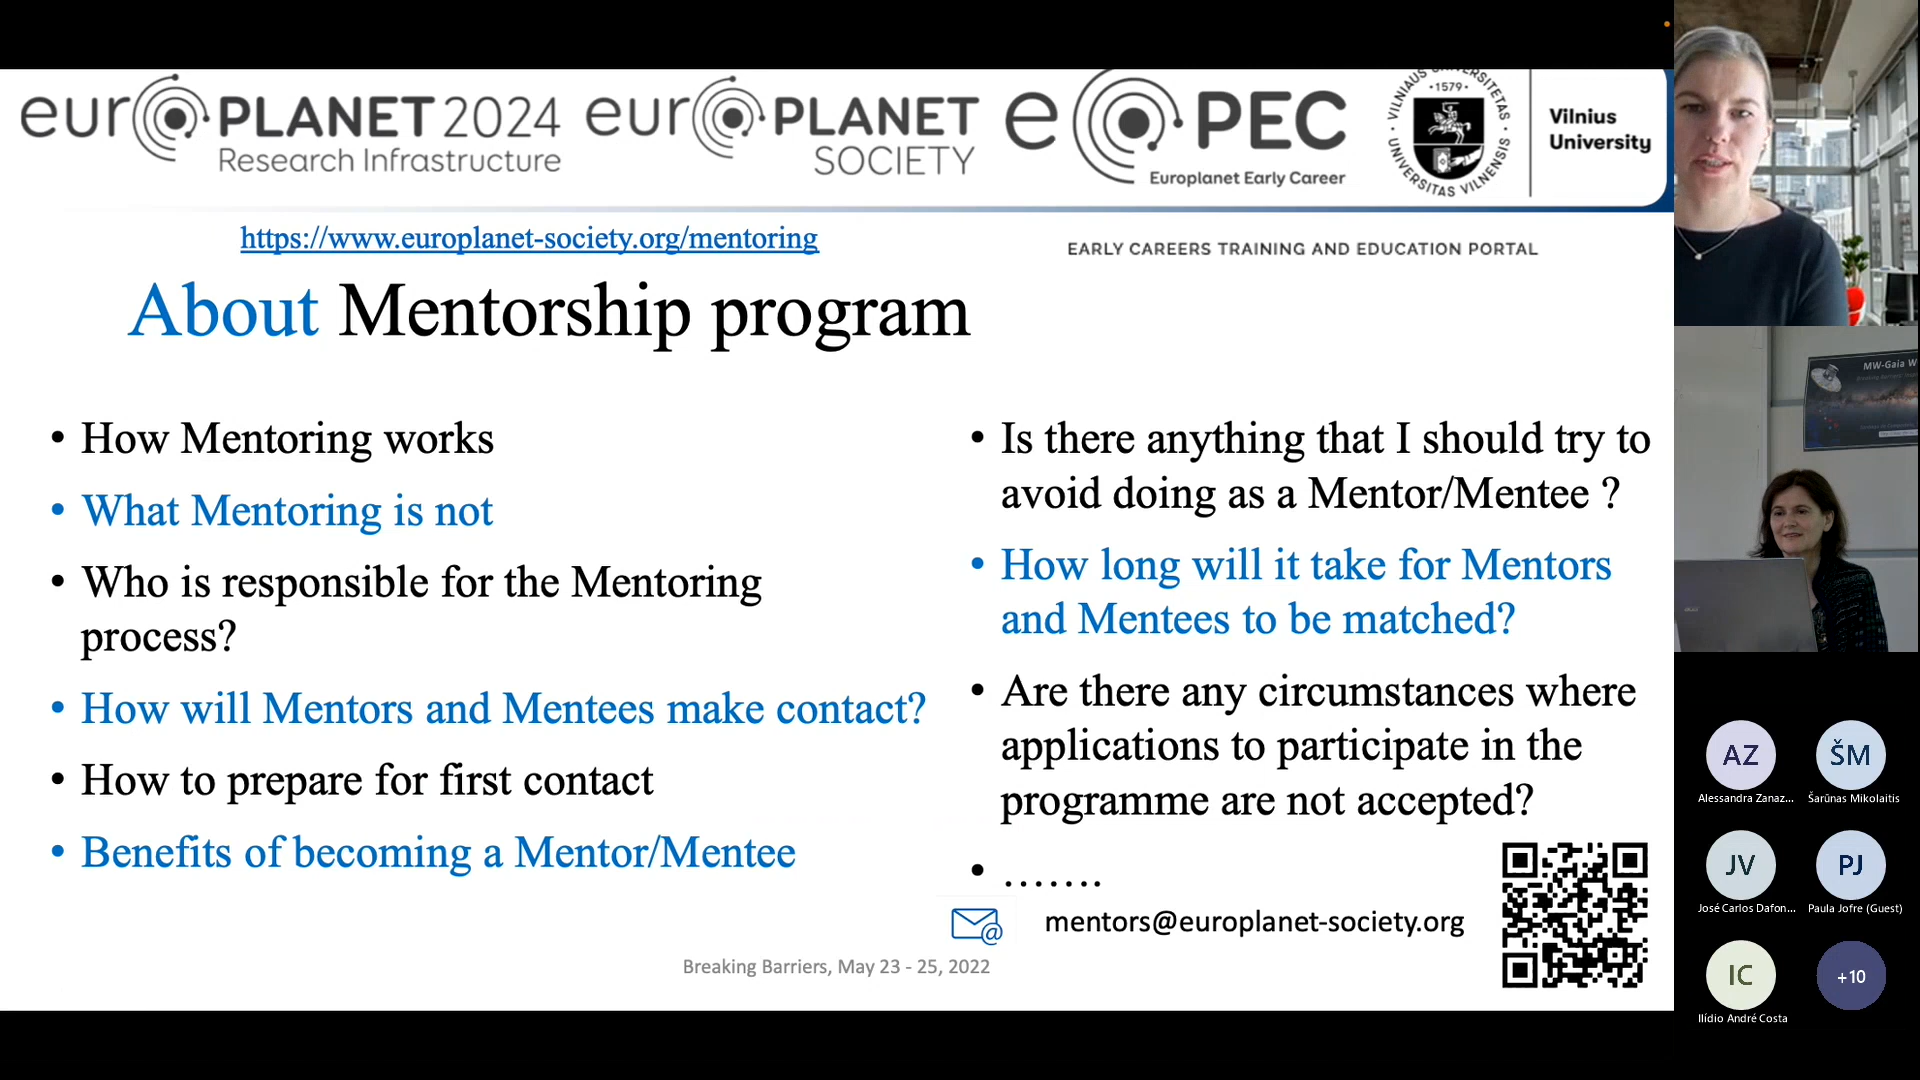 eurOPLANET 2024
Research Infrastructure
eurOPLANET
SOCIETY
ePEC
Europlanet Early Career
VILNIAUS UNIVERSITETAS
·1579·
UNIVERSITAS VILNENSIS
Vilnius
University
https://www.europlanet-society.org/mentoring
EARLY CAREERS TRAINING AND EDUCATION PORTAL
About Mentorship program
• How Mentoring works
• What Mentoring is not
• Who is responsible for the Mentoring
process?
• How will Mentors and Mentees make contact?
• How to prepare for first contact
• Benefits of becoming a Mentor/Mentee
• Is there anything that I should try to
avoid doing as a Mentor/Mentee ?
• How long will it take for Mentors
and Mentees to be matched?
• Are there any circumstances where
applications to participate in the
programme are not accepted?
• .......
mentors@europlanet-society.org
Breaking Barriers, May 23 - 25, 2022
MW-Gaia W
AZ
Alessandra Zanaz...
ŠM
Šarūnas Mikolaitis
JV
José Carlos Dafon...
PJ
Paula Jofre (Guest)
IC
Ilídio André Costa
+10